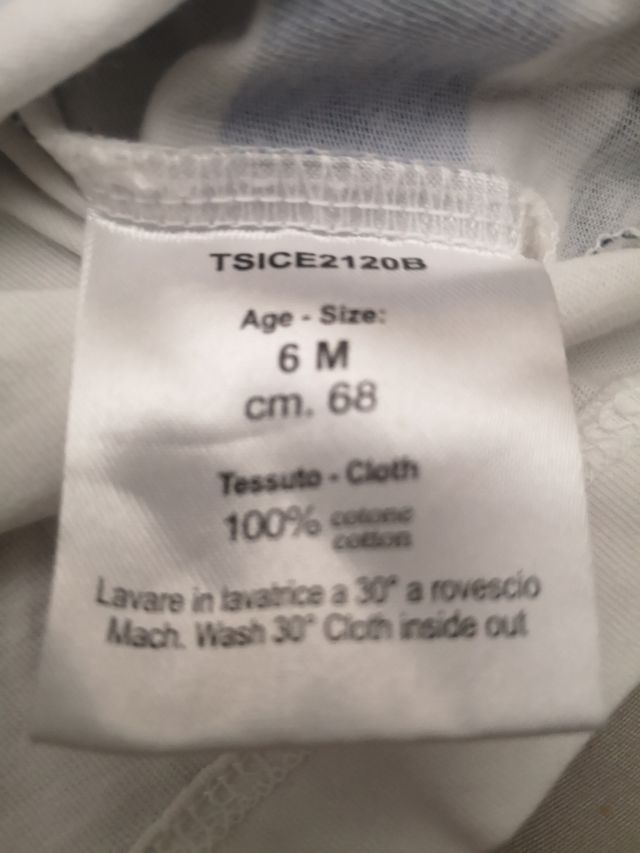 TSICE2120B
Age - Size:
6 M
cm. 68
Tessuto - Cloth
100% cotone
cotton
Lavare in lavatrice a 30° a rovescio
Mach. Wash 30° Cloth inside out